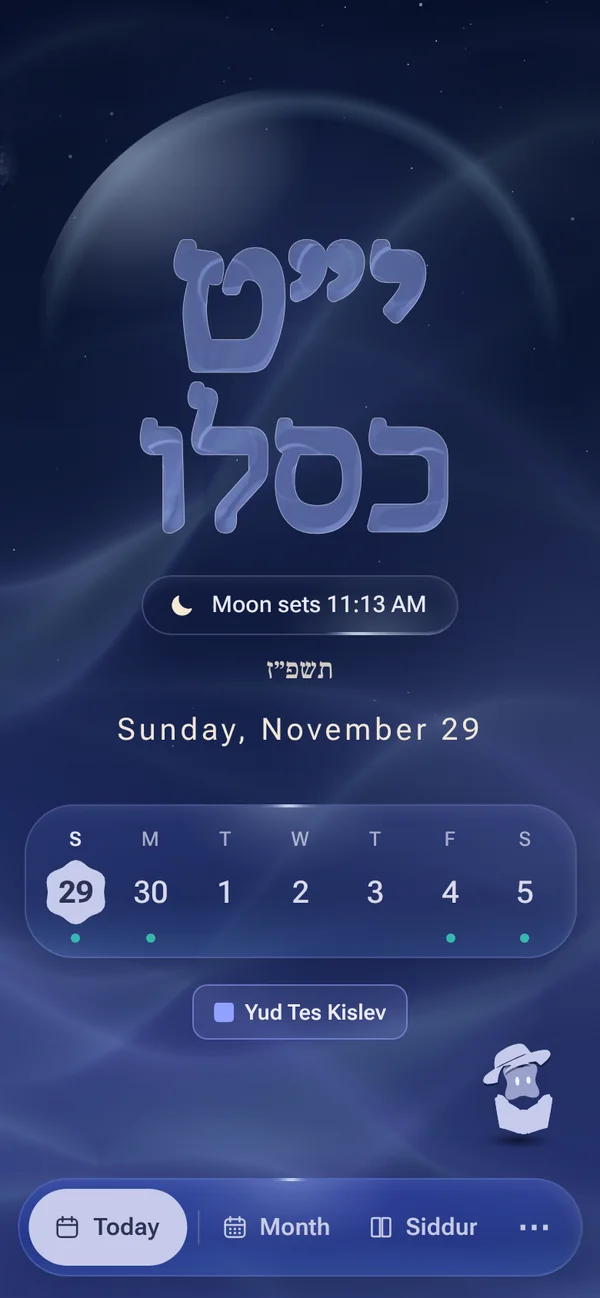 י״ט
כסלו
Moon sets 11:13 AM
תשפ״ז
Sunday, November 29
S M T W T F S
29 30 1 2 3 4 5
Yud Tes Kislev
Today Month Siddur ...